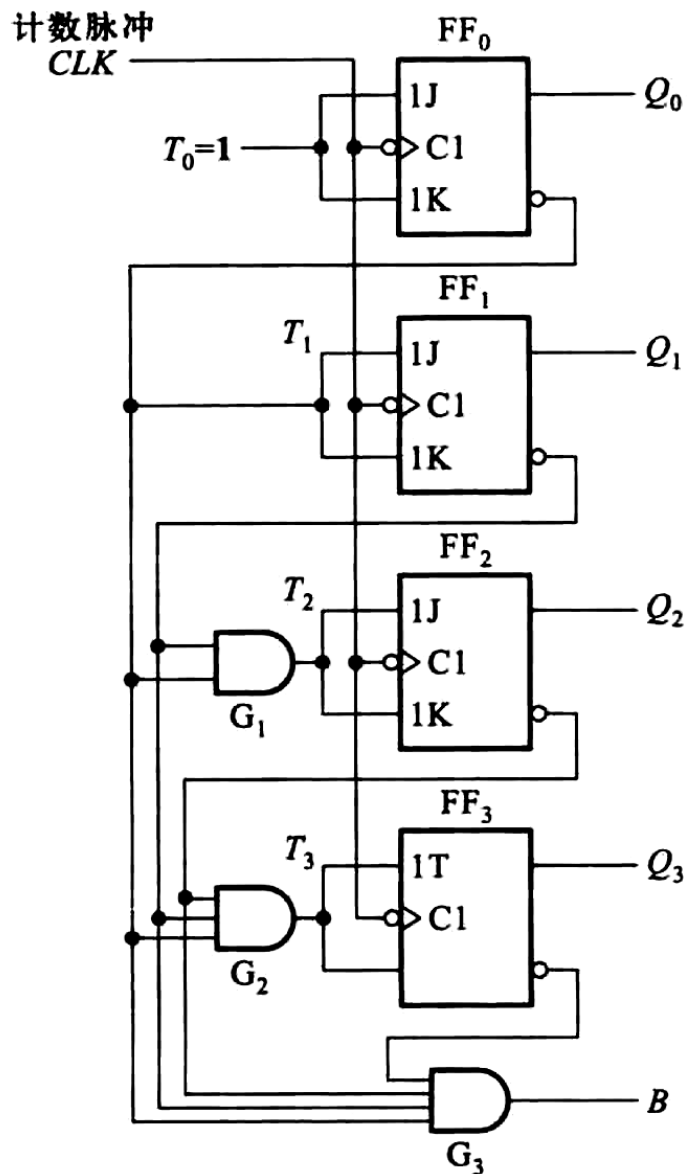 计数脉冲
CLK
FF₀
1J
C1
1K
Q₀
T₀=1
FF₁
T₁
1J
C1
1K
Q₁
FF₂
T₂
1J
C1
1K
Q₂
G₁
FF₃
T₃
1T
C1
Q₃
G₂
B
G₃